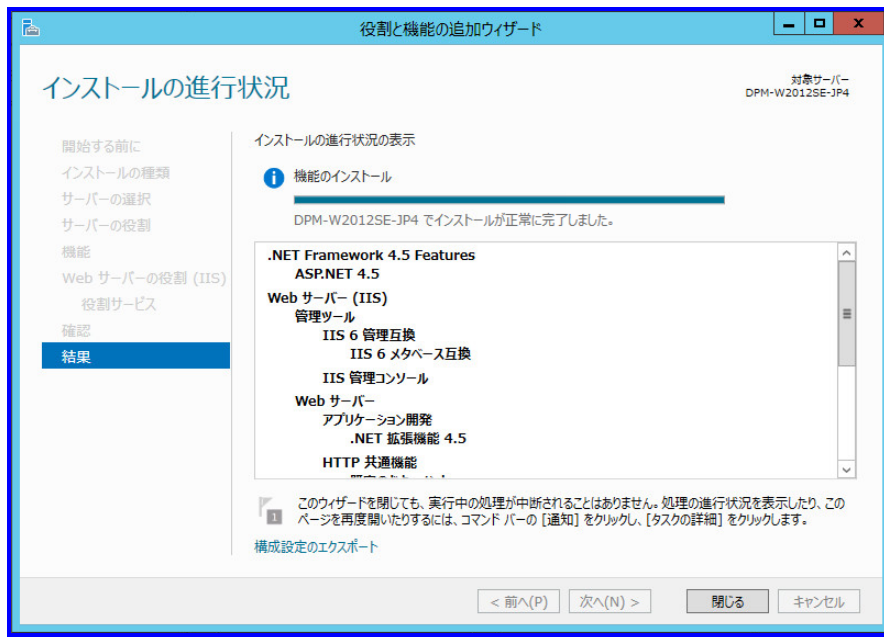 役割と機能の追加ウィザード
インストールの進行状況
対象サーバー
DPM-W2012SE-JP4
開始する前に
インストールの種類
サーバーの選択
サーバーの役割
機能
Web サーバーの役割 (IIS)
役割サービス
確認
結果
インストールの進行状況の表示
機能のインストール
DPM-W2012SE-JP4 でインストールが正常に完了しました。
.NET Framework 4.5 Features
ASP.NET 4.5
Web サーバー (IIS)
管理ツール
IIS 6 管理互換
IIS 6 メタベース互換
IIS 管理コンソール
Web サーバー
アプリケーション開発
.NET 拡張機能 4.5
HTTP 共通機能
1
このウィザードを閉じても、実行中の処理が中断されることはありません。処理の進行状況を表示したり、この
ページを再度開いたりするには、コマンド バーの [通知] をクリックし、[タスクの詳細] をクリックします。
構成設定のエクスポート
< 前へ(P)
次へ(N) >
閉じる
キャンセル